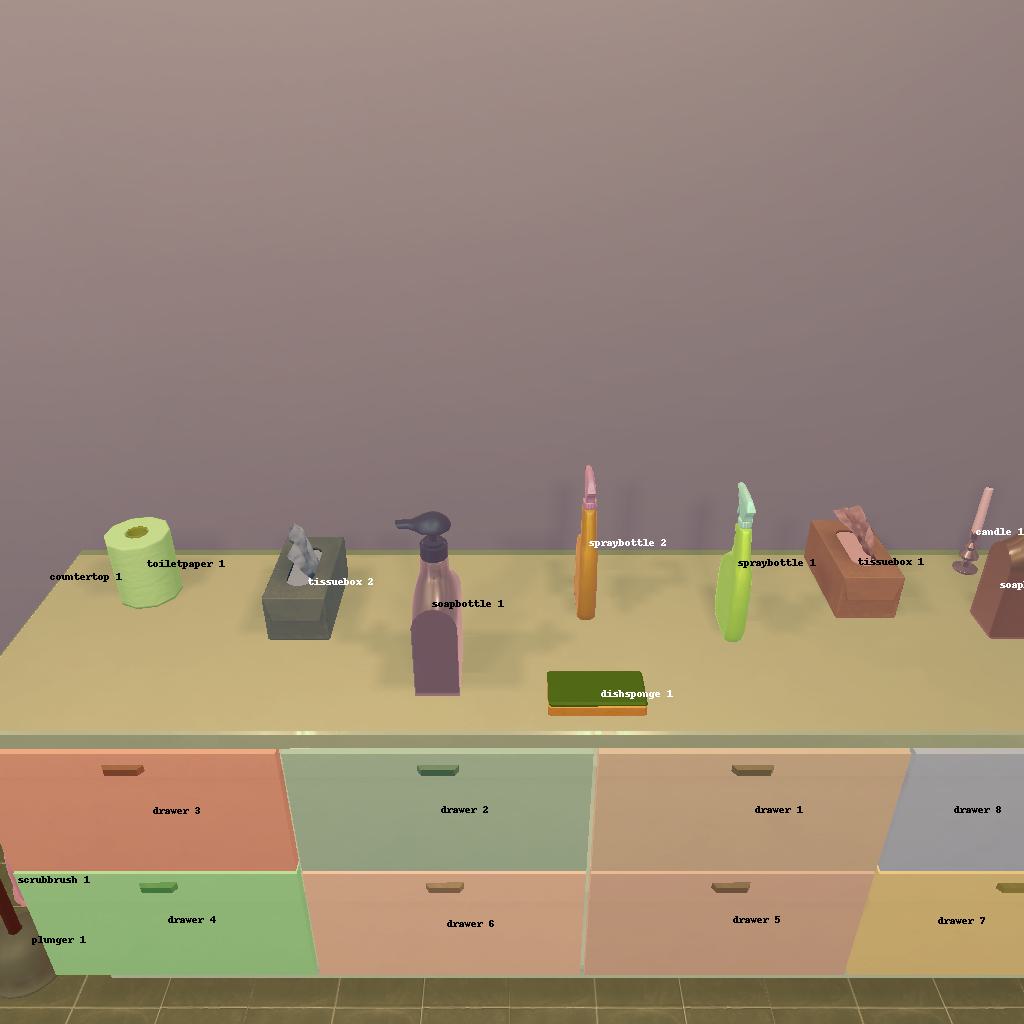 candle 1
spraybottle 2
toiletpaper 1
spraybottle 1
tissuebox 1
countertop 1
tissuebox 2
soap
soapbottle 1
dishsponge 1
drawer 3
drawer 2
drawer 1
drawer 8
scrubbrush 1
drawer 4
drawer 6
drawer 5
drawer 7
plunger 1